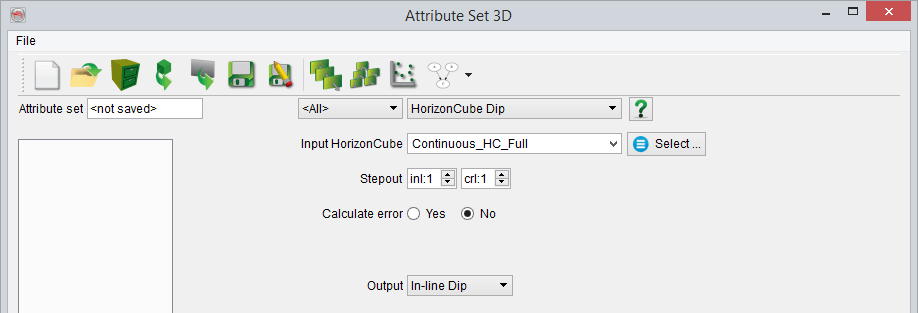 Attribute Set 3D
File
Attribute set <not saved> <All> HorizonCube Dip ?
Input HorizonCube Continuous_HC_Full Select ...
Stepout inl:1 crl:1
Calculate error Yes No
Output In-line Dip